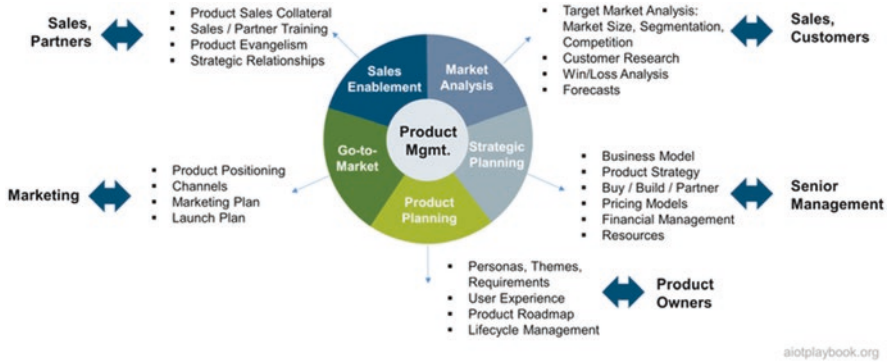 Sales,
Partners
▪ Product Sales Collateral
▪ Sales / Partner Training
▪ Product Evangelism
▪ Strategic Relationships
▪ Target Market Analysis:
Market Size, Segmentation,
Competition
▪ Customer Research
▪ Win/Loss Analysis
▪ Forecasts
Sales,
Customers
Sales
Enablement
Market
Analysis
Product
Mgmt.
Go-to-
Market
Strategic
Planning
Product
Planning
Marketing
▪ Product Positioning
▪ Channels
▪ Marketing Plan
▪ Launch Plan
▪ Business Model
▪ Product Strategy
▪ Buy / Build / Partner
▪ Pricing Models
▪ Financial Management
▪ Resources
Senior
Management
▪ Personas, Themes,
Requirements
▪ User Experience
▪ Product Roadmap
▪ Lifecycle Management
Product
Owners
aiotplaybook.org